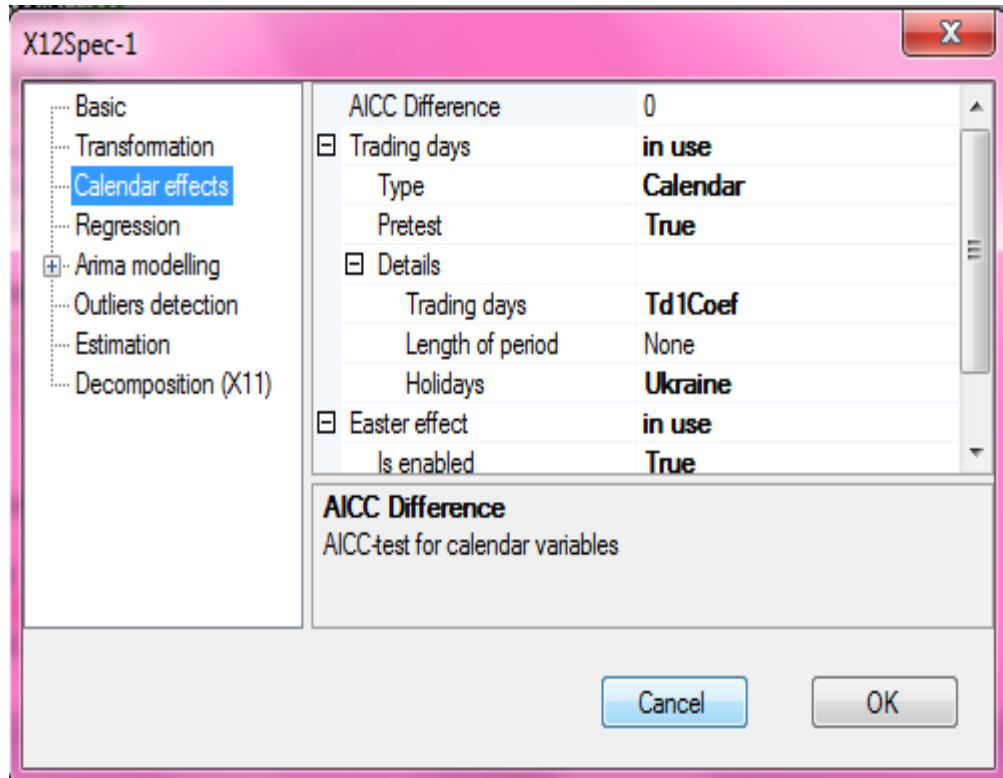 X12Spec-1
X
Basic
Transformation
Calendar effects
Regression
Arima modelling
Outliers detection
Estimation
Decomposition (X11)
AICC Difference 0
Trading days in use
Type Calendar
Pretest True
Details
Trading days Td1Coef
Length of period None
Holidays Ukraine
Easter effect in use
Is enabled True
AICC Difference
AICC-test for calendar variables
Cancel OK